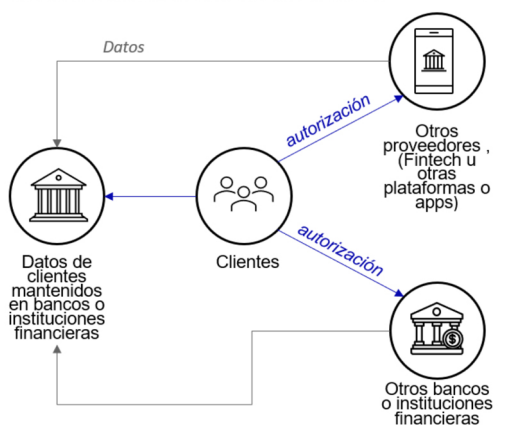 Datos
autorización
Otros
proveedores ,
(Fintech u
otras
plataformas o
apps)
Clientes
autorización
Datos de
clientes
mantenidos
en bancos o
instituciones
financieras
$
Otros bancos
o instituciones
financieras